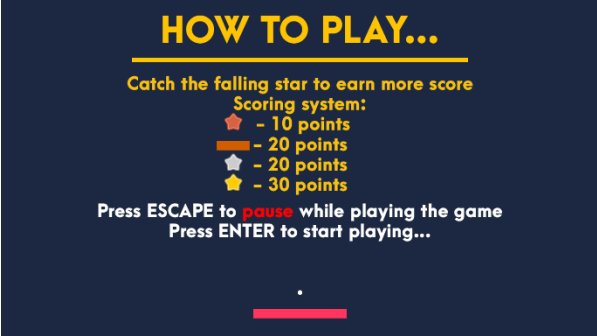 HOW TO PLAY...
Catch the falling star to earn more score
Scoring system:
- 10 points
- 20 points
- 20 points
- 30 points
Press ESCAPE to pause while playing the game
Press ENTER to start playing...